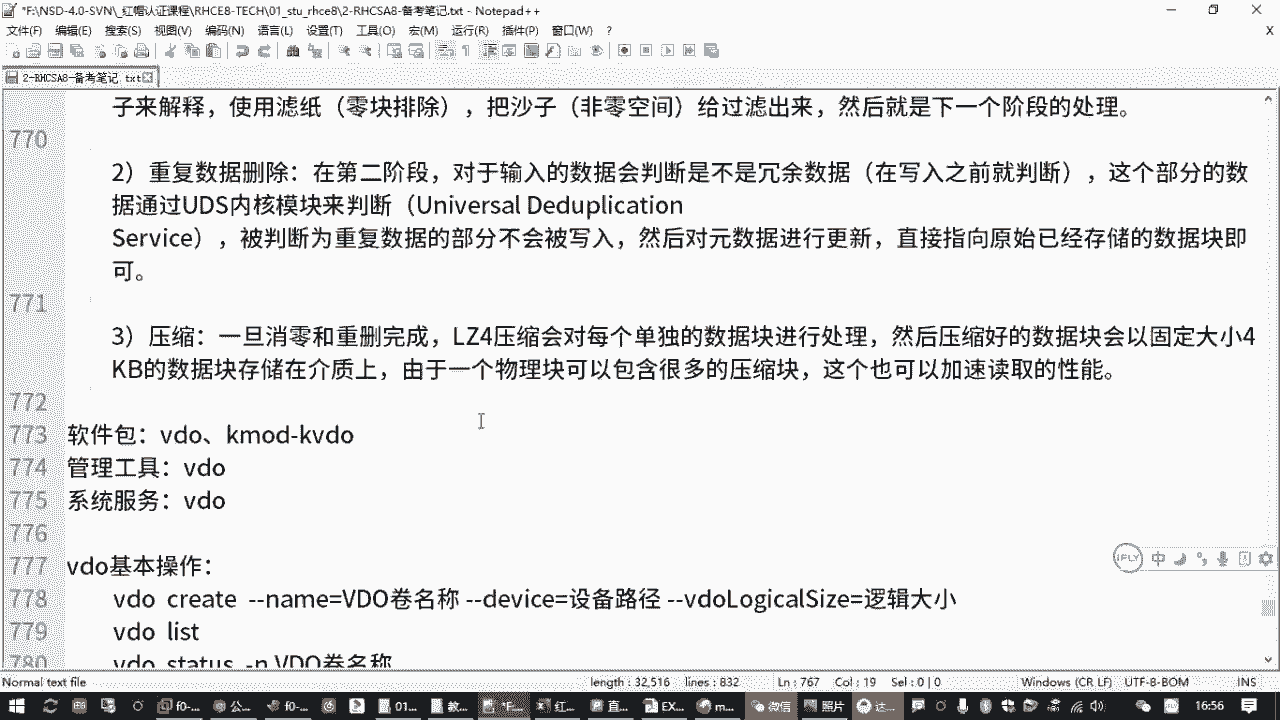 *F:\NSD-4.0-SVN\_红帽认证课程\RHCE8-TECH\01_stu_rhce8\2-RHCSA8-备考笔记.txt - Notepad++
文件(F) 编辑(E) 搜索(S) 视图(V) 编码(N) 语言(L) 设置(T) 工具(O) 宏(M) 运行(R) 插件(P) 窗口(W) ? X
2-RHCSA8-备考笔记.txt
子来解释，使用滤纸（零块排除），把沙子（非零空间）给过滤出来，然后就是下一个阶段的处理。
770
2）重复数据删除：在第二阶段，对于输入的数据会判断是不是冗余数据（在写入之前就判断），这个部分的数
据通过UDS内核模块来判断（Universal Deduplication
Service），被判断为重复数据的部分不会被写入，然后对元数据进行更新，直接指向原始已经存储的数据块即
可。
771
3）压缩：一旦消零和重删完成，LZ4压缩会对每个单独的数据块进行处理，然后压缩好的数据块会以固定大小4
KB的数据块存储在介质上，由于一个物理块可以包含很多的压缩块，这个也可以加速读取的性能。
772
773 软件包：vdo、kmod-kvdo
774 管理工具：vdo
775 系统服务：vdo
776
777 vdo基本操作：
778 vdo create --name=VDO卷名称 --device=设备路径 --vdoLogicalSize=逻辑大小
779 vdo list
780 vdo status -n VDO卷名称
iFLY 中
Normal text file length : 32,516 lines : 832 Ln : 767 Col : 19 Sel : 0 | 0 Windows (CR LF) UTF-8-BOM INS
f0-... 公... f0-... 01... 教... *F... 红... 直... EX... m... 微信 照片 达... 16:56